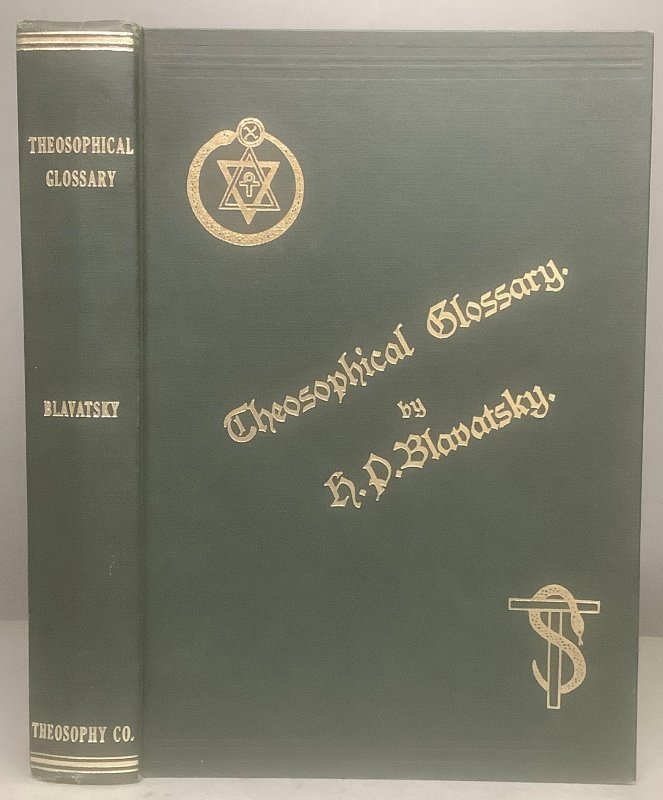 THEOSOPHICAL
GLOSSARY
BLAVATSKY
THEOSOPHY CO.
Theosophical Glossary.
by
H. P. Blavatsky.